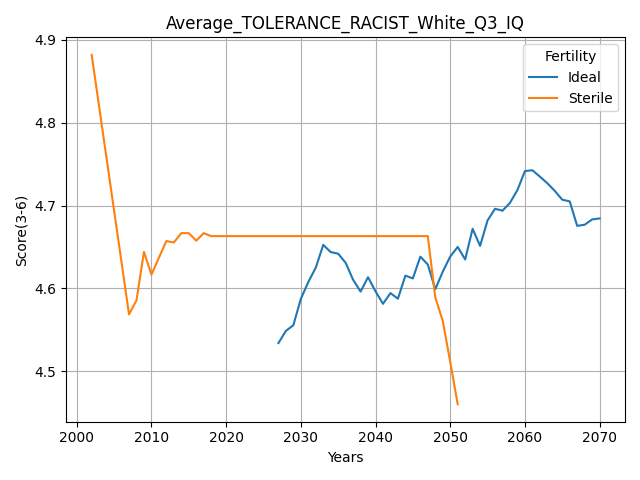 Average_TOLERANCE_RACIST_White_Q3_IQ
Fertility
Ideal
Sterile
Score(3-6)
4.9
4.8
4.7
4.6
4.5
2000 2010 2020 2030 2040 2050 2060 2070
Years